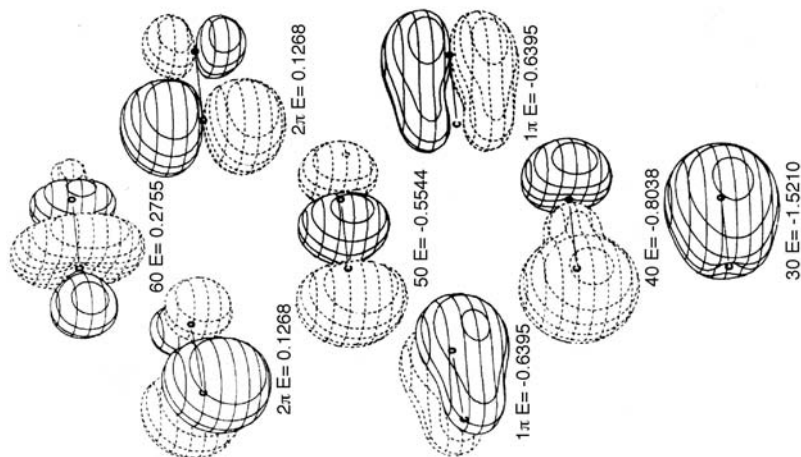 60 E= 0.2755
2π E= 0.1268
2π E= 0.1268
50 E= -0.5544
1π E= -0.6395
1π E= -0.6395
40 E= -0.8038
30 E= -1.5210